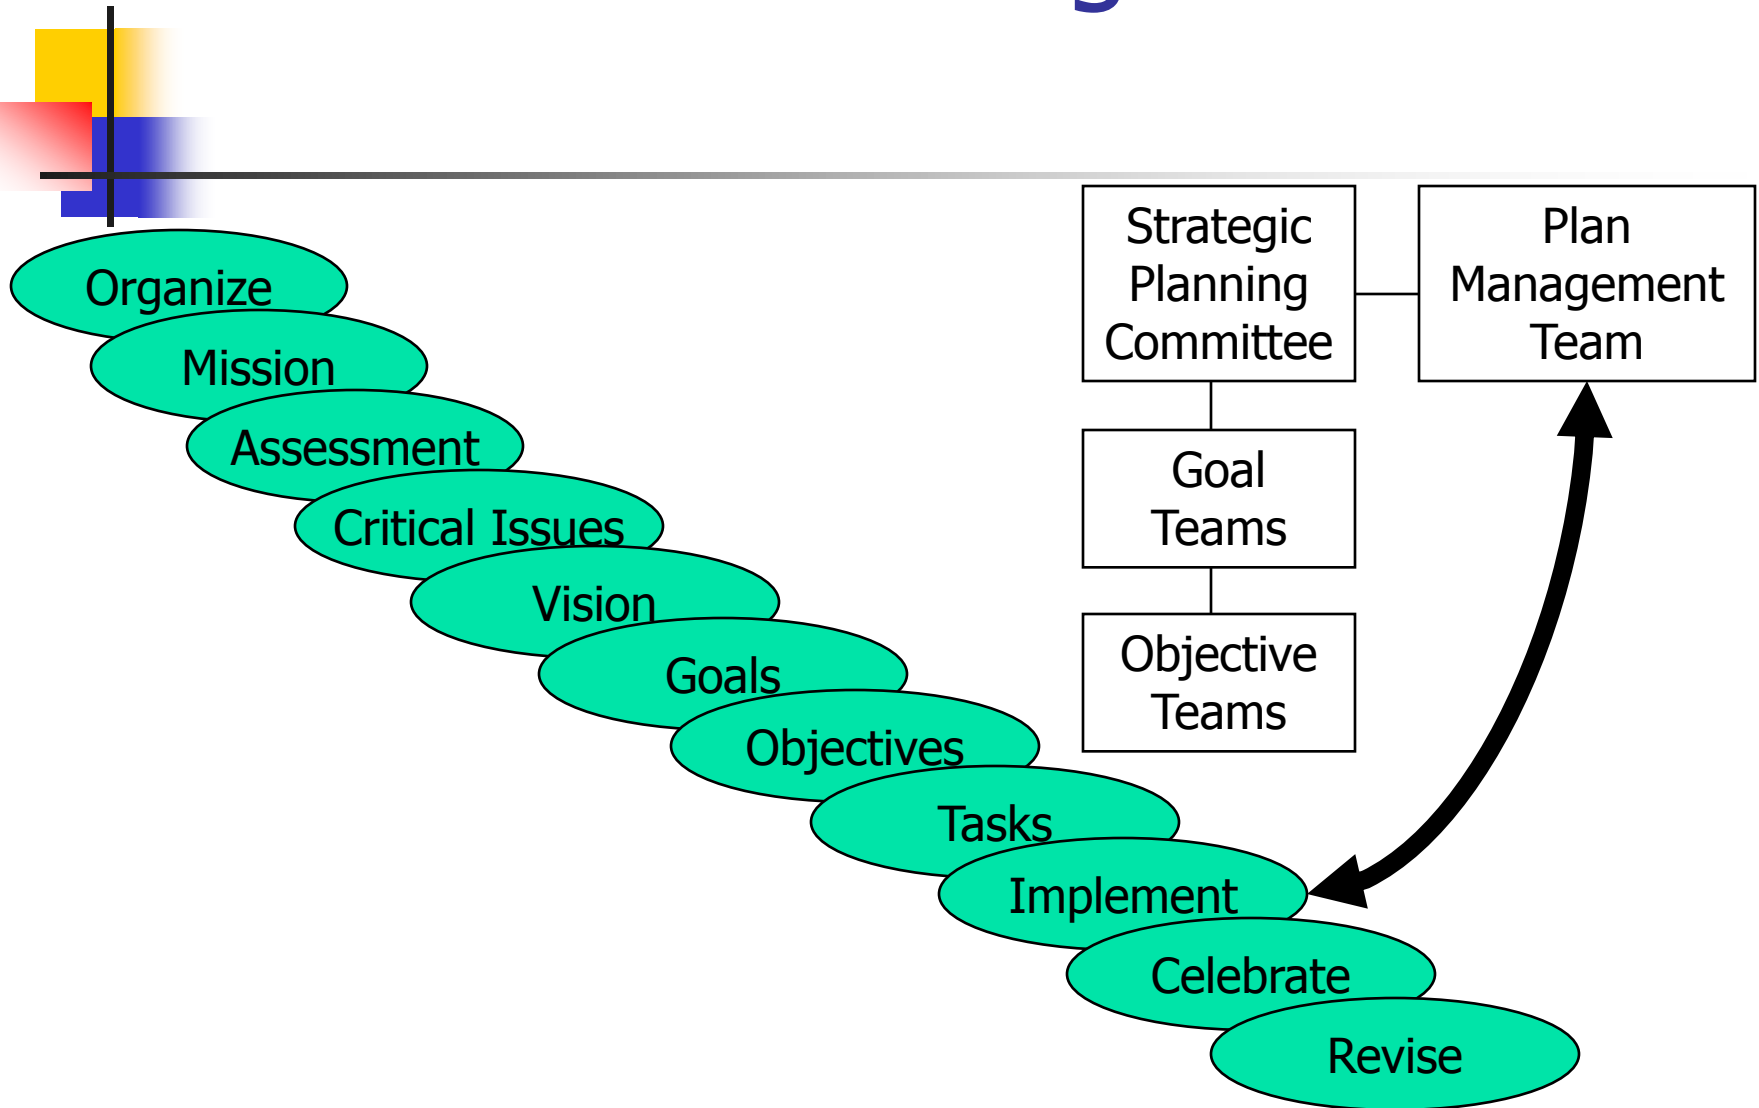 Organize
Mission
Assessment
Critical Issues
Vision
Goals
Objectives
Tasks
Implement
Celebrate
Revise
Strategic
Planning
Committee
Plan
Management
Team
Goal
Teams
Objective
Teams